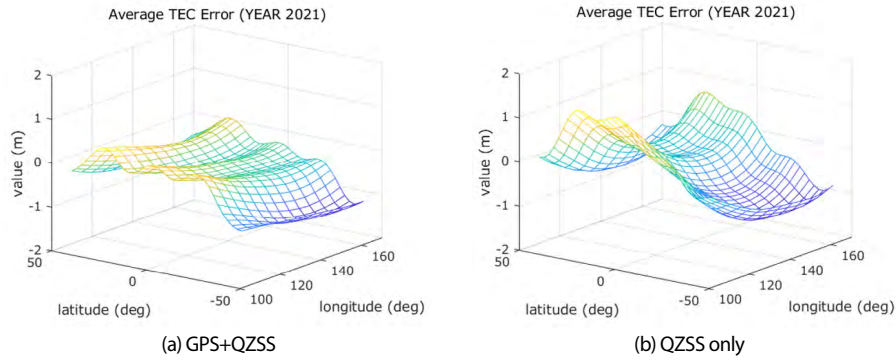 Average TEC Error (YEAR 2021)
2
1
0
-1
-2
value (m)
50
0
-50
latitude (deg)
100
120
140
160
longitude (deg)
(a) GPS+QZSS
Average TEC Error (YEAR 2021)
2
1
0
-1
-2
value (m)
50
0
-50
latitude (deg)
100
120
140
160
longitude (deg)
(b) QZSS only